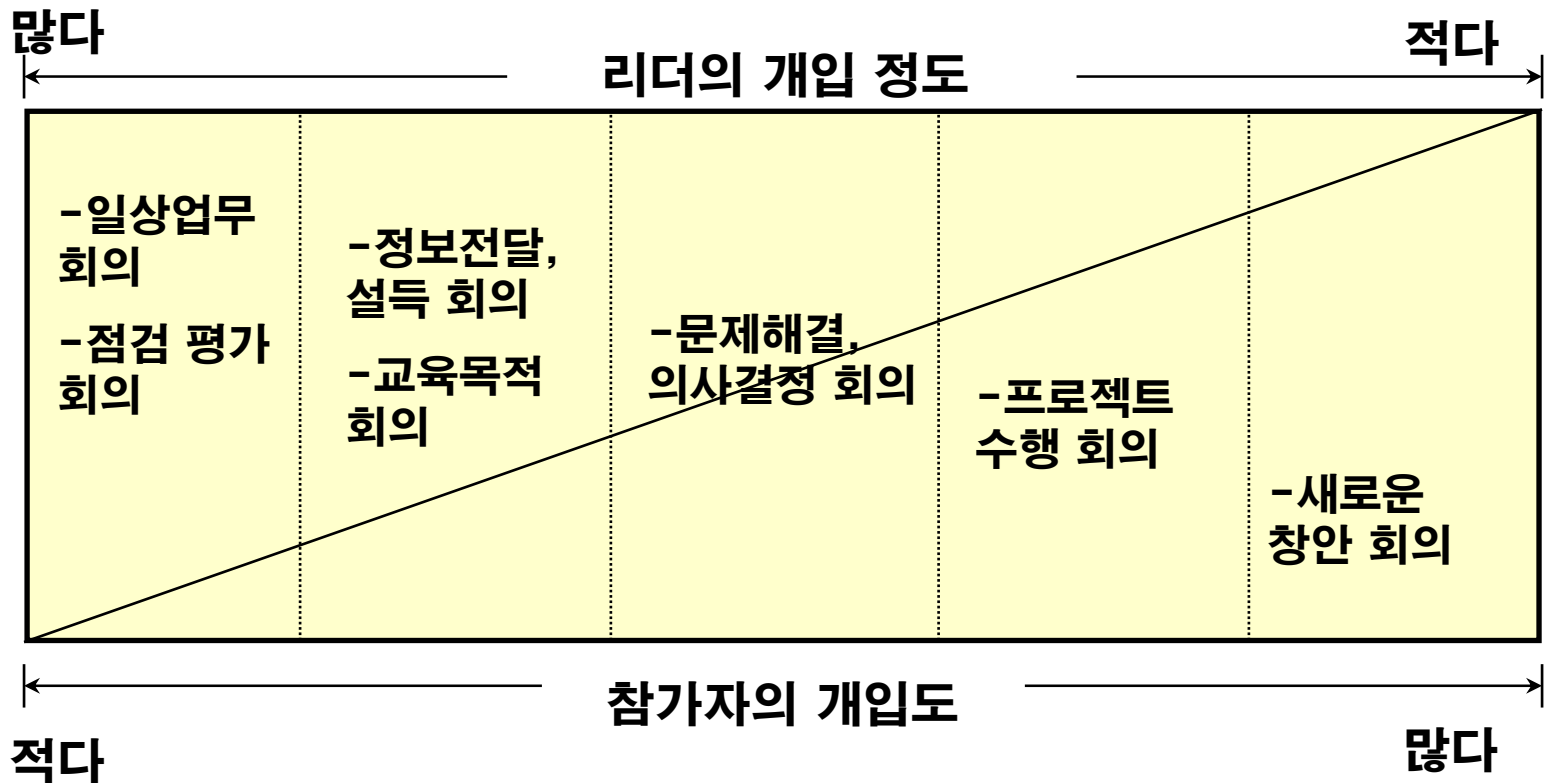 많다
적다
리더의 개입 정도
-일상업무
회의
-점검 평가
회의
-정보전달,
설득 회의
-교육목적
회의
-문제해결,
의사결정 회의
-프로젝트
수행 회의
-새로운
창안 회의
참가자의 개입도
적다
많다